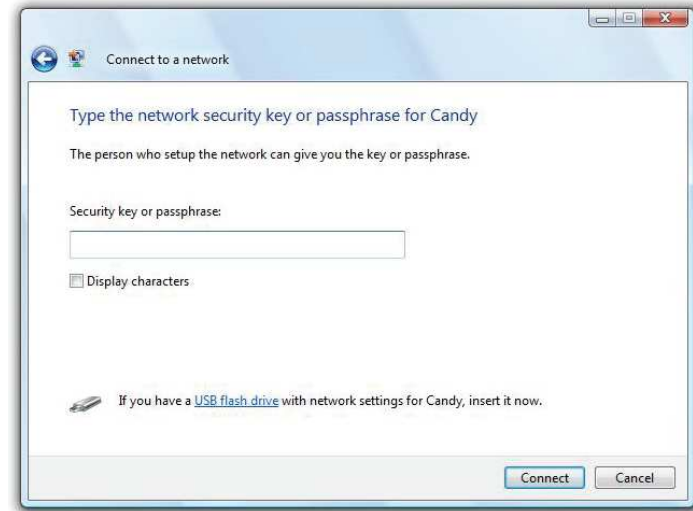 Connect to a network
Type the network security key or passphrase for Candy
The person who setup the network can give you the key or passphrase.
Security key or passphrase:
Display characters
If you have a USB flash drive with network settings for Candy, insert it now.
Connect Cancel